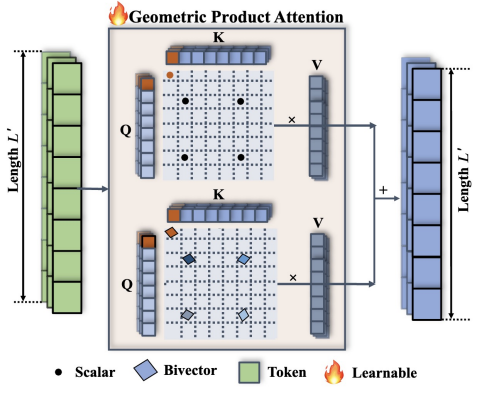 Geometric Product Attention
K
V
Q
×
Length L'
+
Length L'
K
V
Q
×
Scalar
Bivector
Token
Learnable